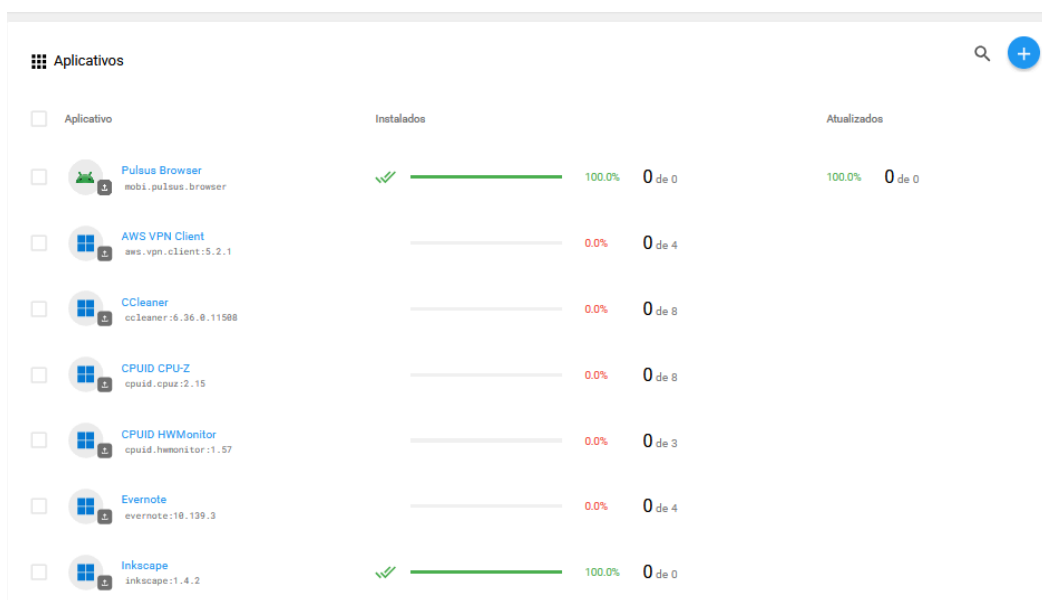 Aplicativos
Aplicativo Instalados Atualizados
Pulsus Browser
mobi.pulsus.browser
100.0% 0 de 0 100.0% 0 de 0
AWS VPN Client
aws.vpn.client:5.2.1
0.0% 0 de 4
CCleaner
ccleaner:6.36.0.11508
0.0% 0 de 8
CPUID CPU-Z
cpuid.cpuz:2.15
0.0% 0 de 8
CPUID HWMonitor
cpuid.hwmonitor:1.57
0.0% 0 de 3
Evernote
evernote:10.139.3
0.0% 0 de 4
Inkscape
inkscape:1.4.2
100.0% 0 de 0